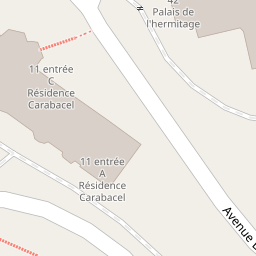 42
Palais de
l'hermitage
11 entrée
C
Résidence
Carabacel
11 entrée
A
Résidence
Carabacel
Avenue